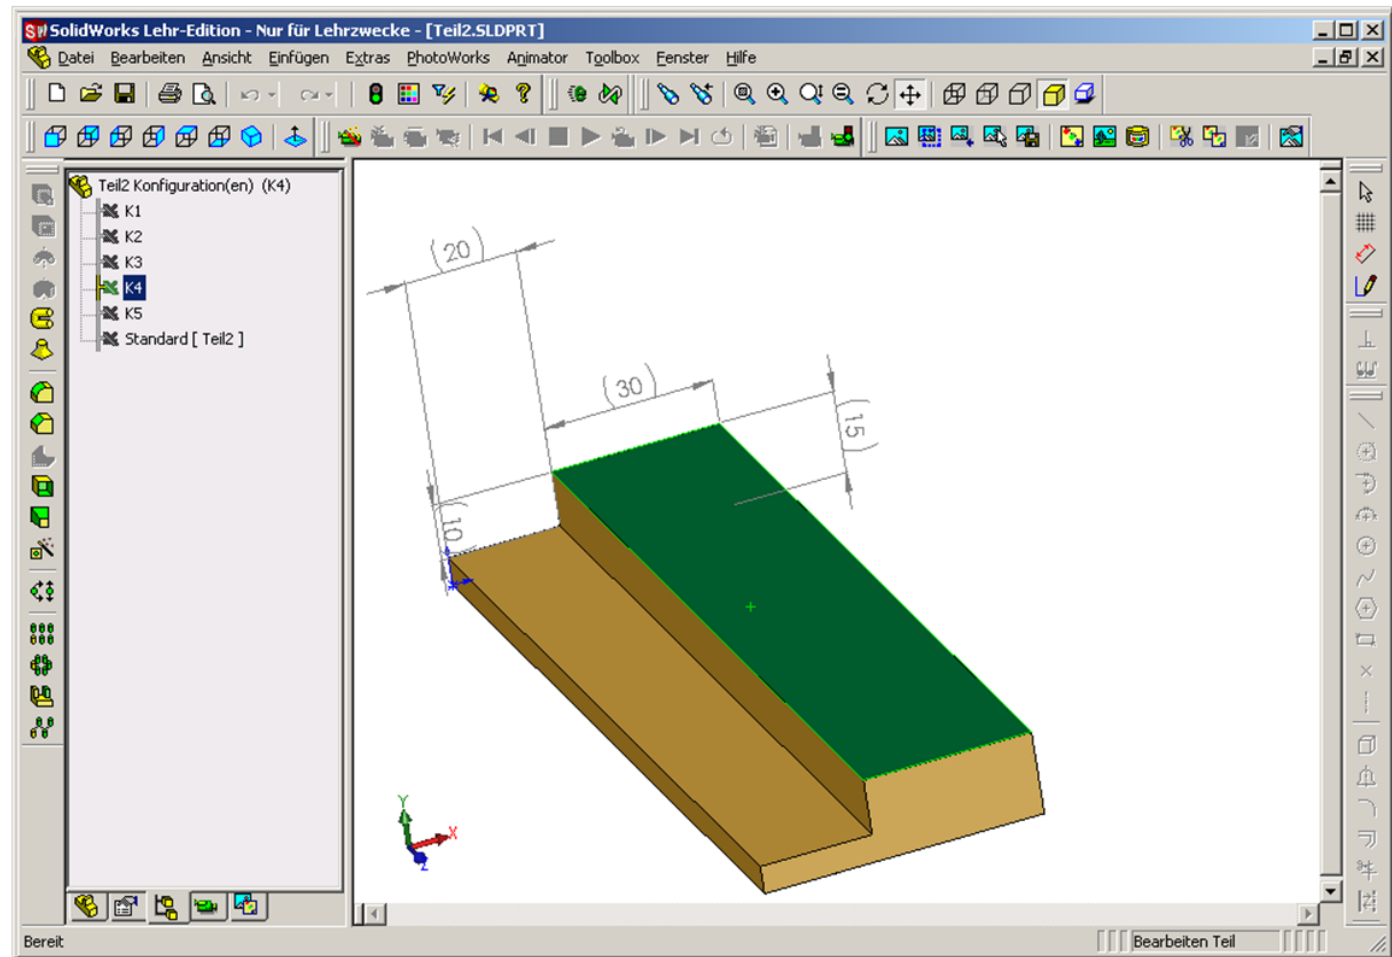 SolidWorks Lehr-Edition - Nur für Lehrzwecke - [Teil2.SLDPRT]
Datei Bearbeiten Ansicht Einfügen Extras PhotoWorks Animator Toolbox Fenster Hilfe
Teil2 Konfiguration(en) (K4)
K1
K2
K3
K4
K5
Standard [ Teil2 ]
(20)
(30)
(15)
(10)
Y
X
Z
Bereit
Bearbeiten Teil